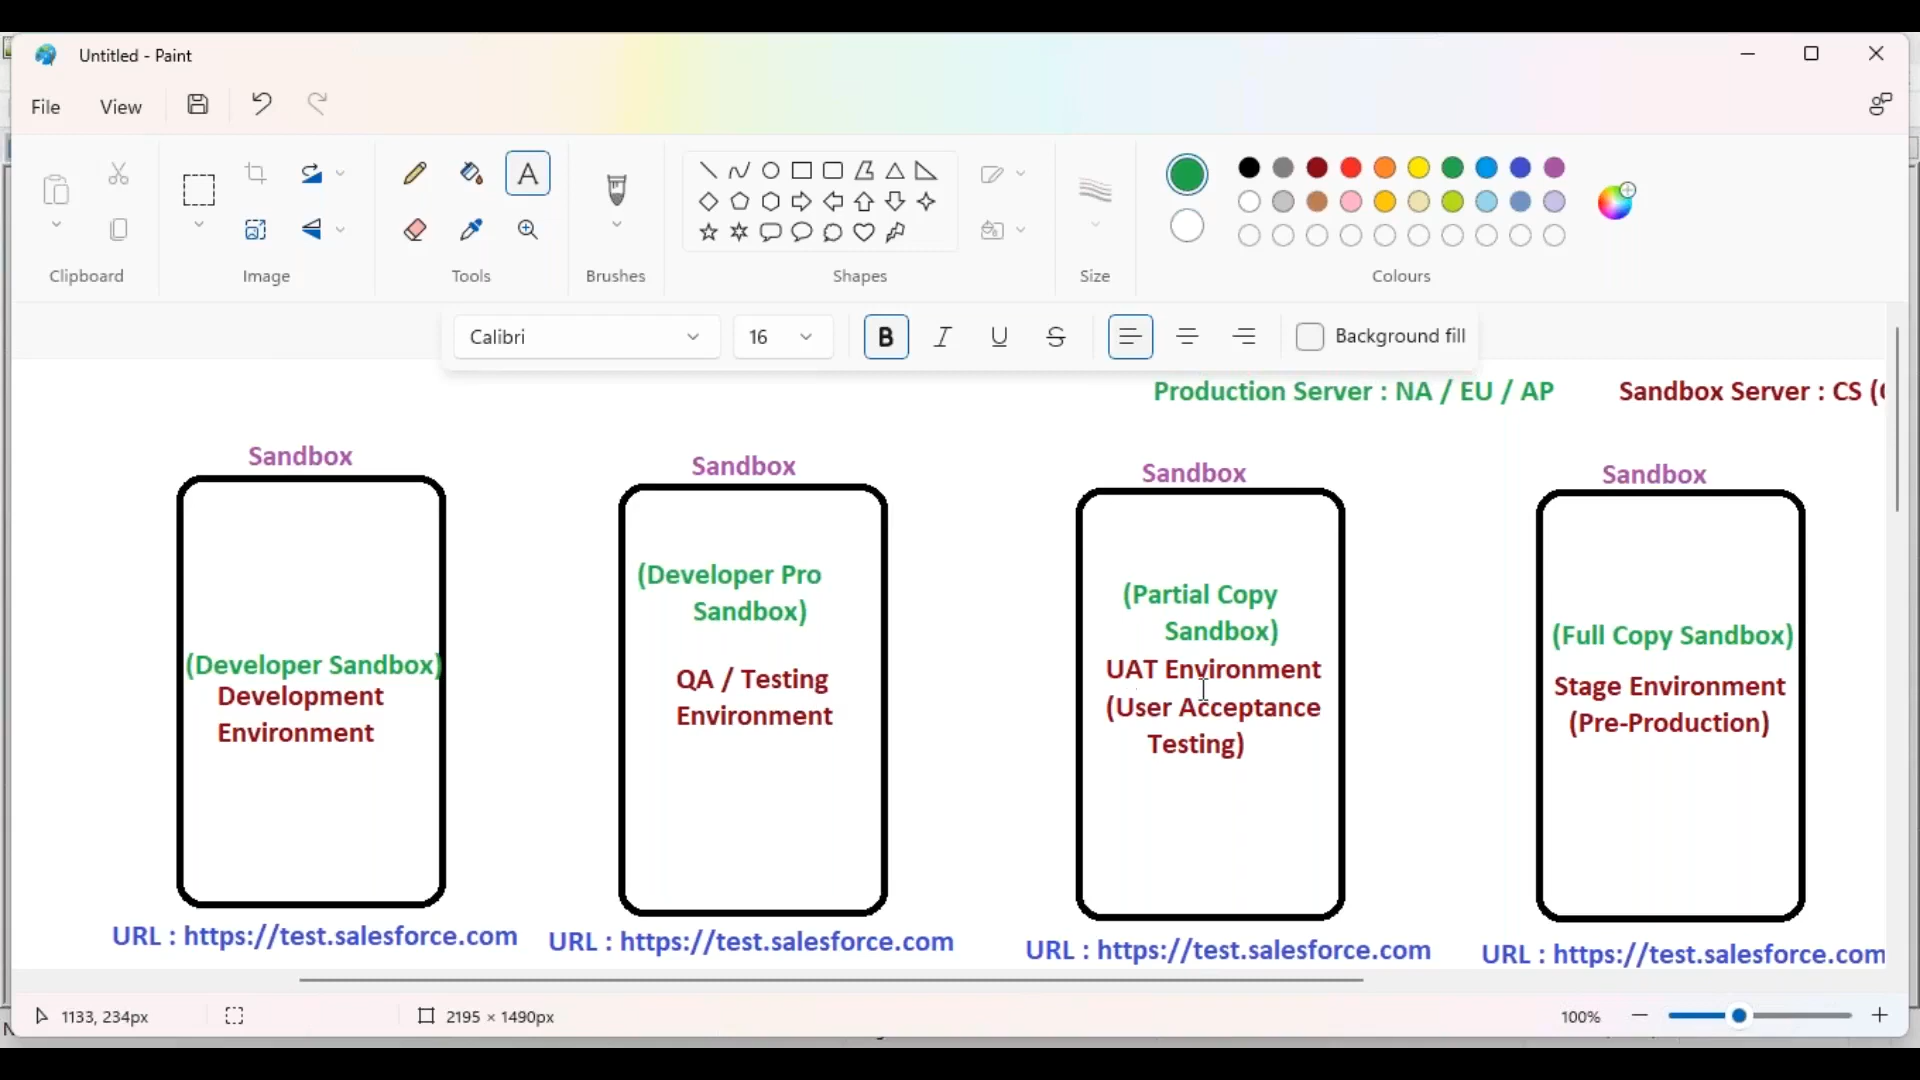 Untitled - Paint
File View
Clipboard Image Tools Brushes Shapes Size Colours
Calibri 16 B I U S Background fill
Production Server : NA / EU / AP Sandbox Server : CS (
Sandbox
(Developer Sandbox)
Development
Environment
URL : https://test.salesforce.com
Sandbox
(Developer Pro
Sandbox)
QA / Testing
Environment
URL : https://test.salesforce.com
Sandbox
(Partial Copy
Sandbox)
UAT Environment
(User Acceptance
Testing)
URL : https://test.salesforce.com
Sandbox
(Full Copy Sandbox)
Stage Environment
(Pre-Production)
URL : https://test.salesforce.com
1133, 234px 2195 × 1490px 100%